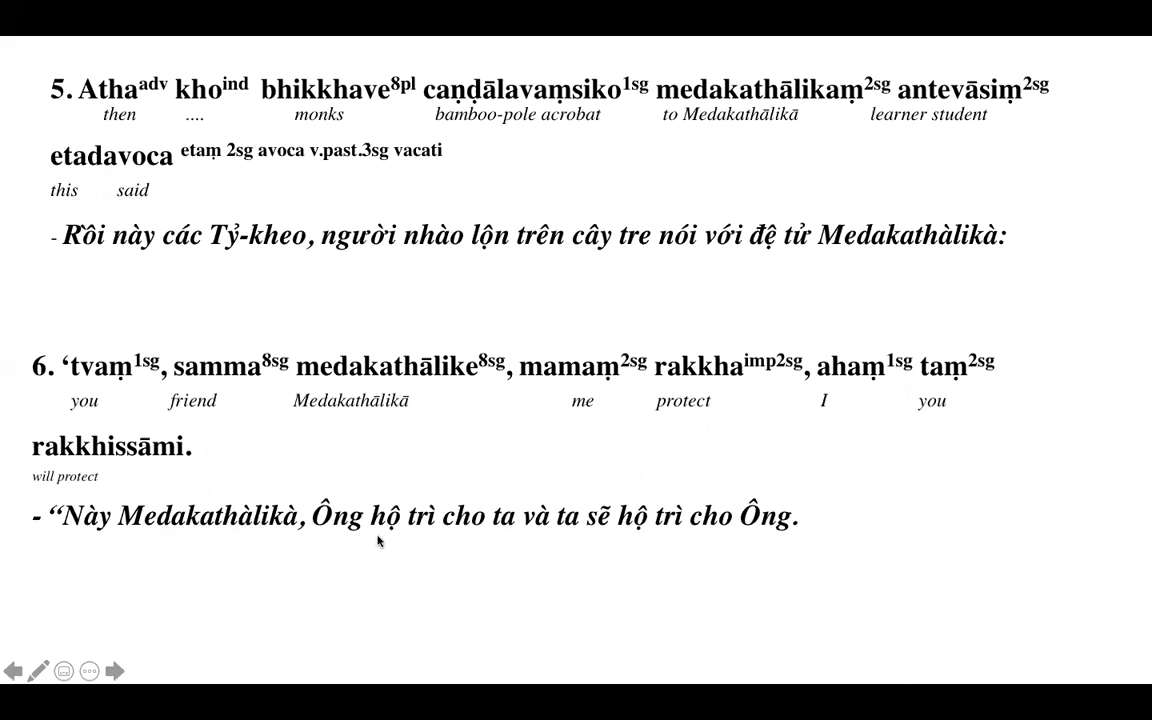 5. Athaadv khoind bhikkhave8pl caṇḍālavaṃsiko1sg medakathālikaṃ2sg antevāsiṃ2sg
then .... monks bamboo-pole acrobat to Medakathālikā learner student
etadavoca etaṃ 2sg avoca v.past.3sg vacati
this said
- Rồi này các Tỷ-kheo, người nhào lộn trên cây tre nói với đệ tử Medakathàlikà:
6. ‘tvaṃ1sg, samma8sg medakathālike8sg, mamaṃ2sg rakkhaimp2sg, ahaṃ1sg taṃ2sg
you friend Medakathālikā me protect I you
rakkhissāmi.
will protect
- “Này Medakathàlikà, Ông hộ trì cho ta và ta sẽ hộ trì cho Ông.